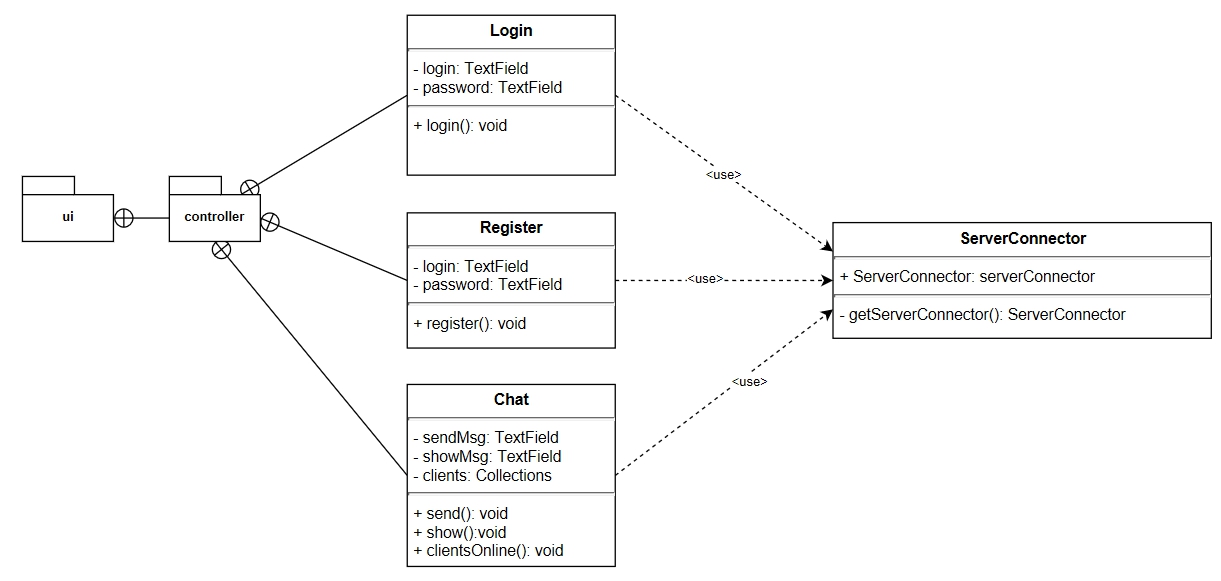 Login
- login: TextField
- password: TextField
+ login(): void
<use>
ui
controller
Register
- login: TextField
- password: TextField
+ register(): void
<use>
ServerConnector
+ ServerConnector: serverConnector
- getServerConnector(): ServerConnector
<use>
Chat
- sendMsg: TextField
- showMsg: TextField
- clients: Collections
+ send(): void
+ show():void
+ clientsOnline(): void